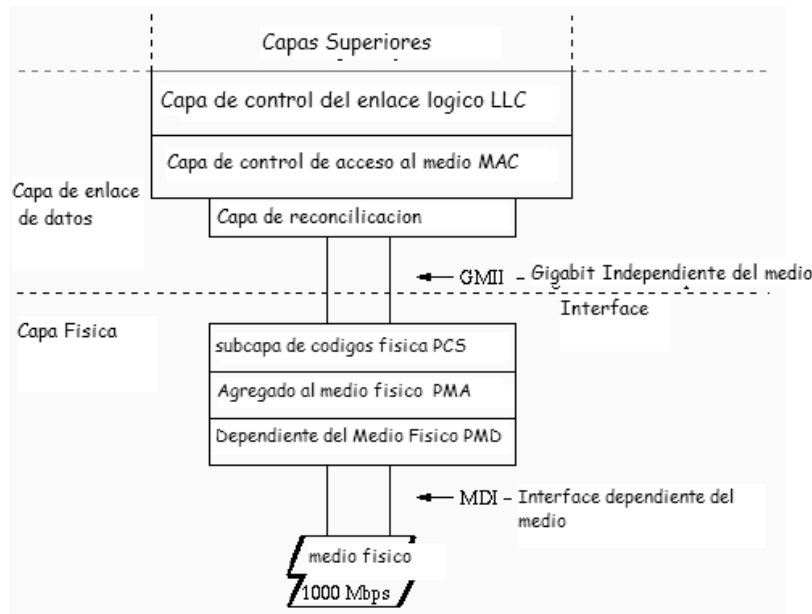 Capas Superiores
Capa de control del enlace logico LLC
Capa de control de acceso al medio MAC
Capa de enlace
de datos
Capa de reconcilicacion
GMII – Gigabit Independiente del medio
Interface
Capa Fisica
subcapa de codigos fisica PCS
Agregado al medio fisico PMA
Dependiente del Medio Fisico PMD
MDI – Interface dependiente del
medio
medio fisico
1000 Mbps